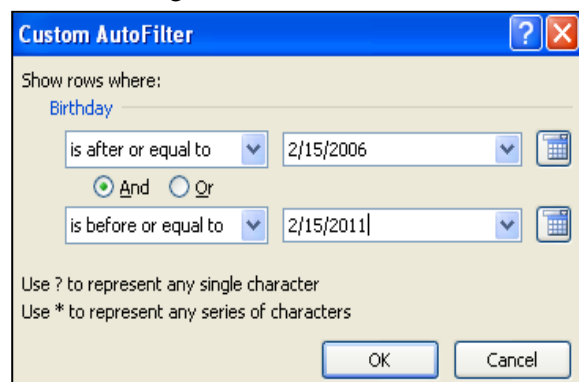 Custom AutoFilter
Show rows where:
Birthday
is after or equal to 2/15/2006
And Or
is before or equal to 2/15/2011
Use ? to represent any single character
Use * to represent any series of characters
OK Cancel